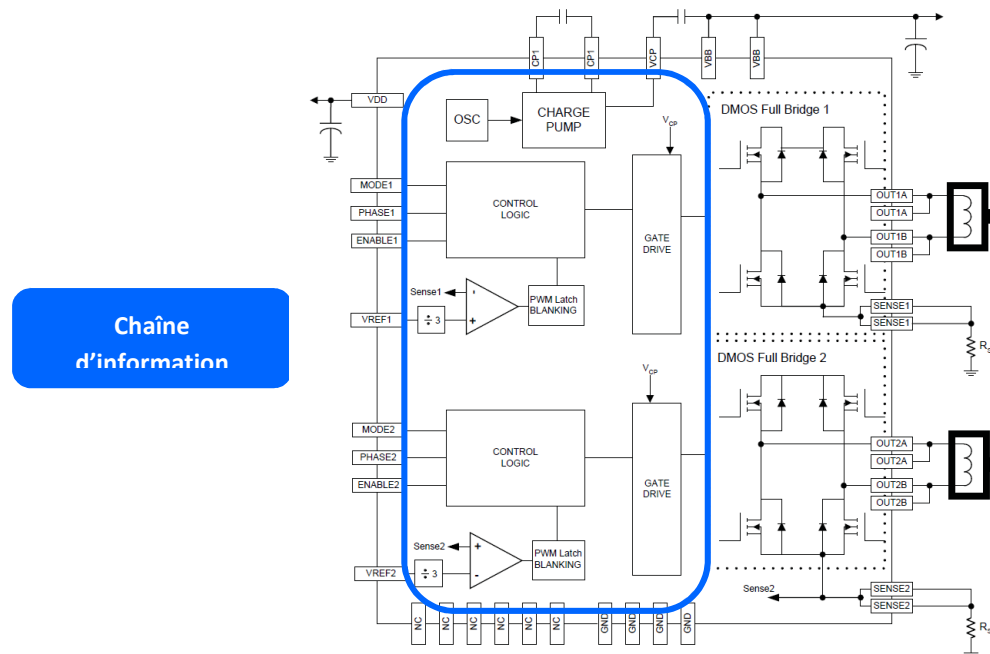 CP1
CP1
VCP
VBB
VBB
VDD
OSC
CHARGE
PUMP
VCP
DMOS Full Bridge 1
MODE1
PHASE1
ENABLE1
CONTROL
LOGIC
GATE
DRIVE
OUT1A
OUT1A
OUT1B
OUT1B
Sense1
-
+
PWM Latch
BLANKING
VREF1
÷ 3
SENSE1
SENSE1
Chaîne
d’information
DMOS Full Bridge 2
VCP
MODE2
PHASE2
ENABLE2
CONTROL
LOGIC
GATE
DRIVE
OUT2A
OUT2A
OUT2B
OUT2B
Sense2
+
-
PWM Latch
BLANKING
VREF2
÷ 3
Sense2
SENSE2
SENSE2
NC
NC
NC
NC
NC
NC
GND
GND
GND
GND